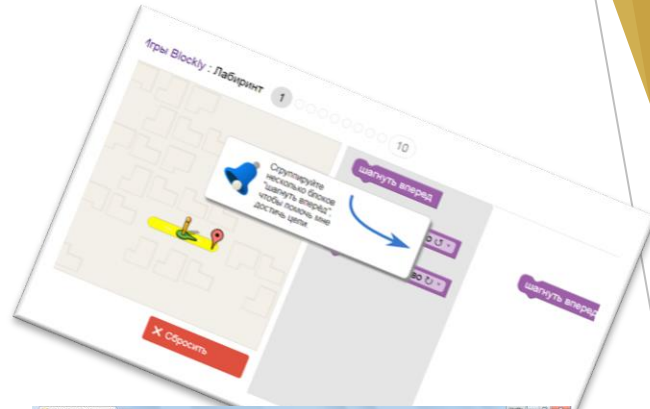 Игры Blockly : Лабиринт 1 10
Сгруппируйте
несколько блоков
"шагнуть вперёд",
чтобы помочь мне
достичь цели.
шагнуть вперед
шагнуть вперед
Сбросить